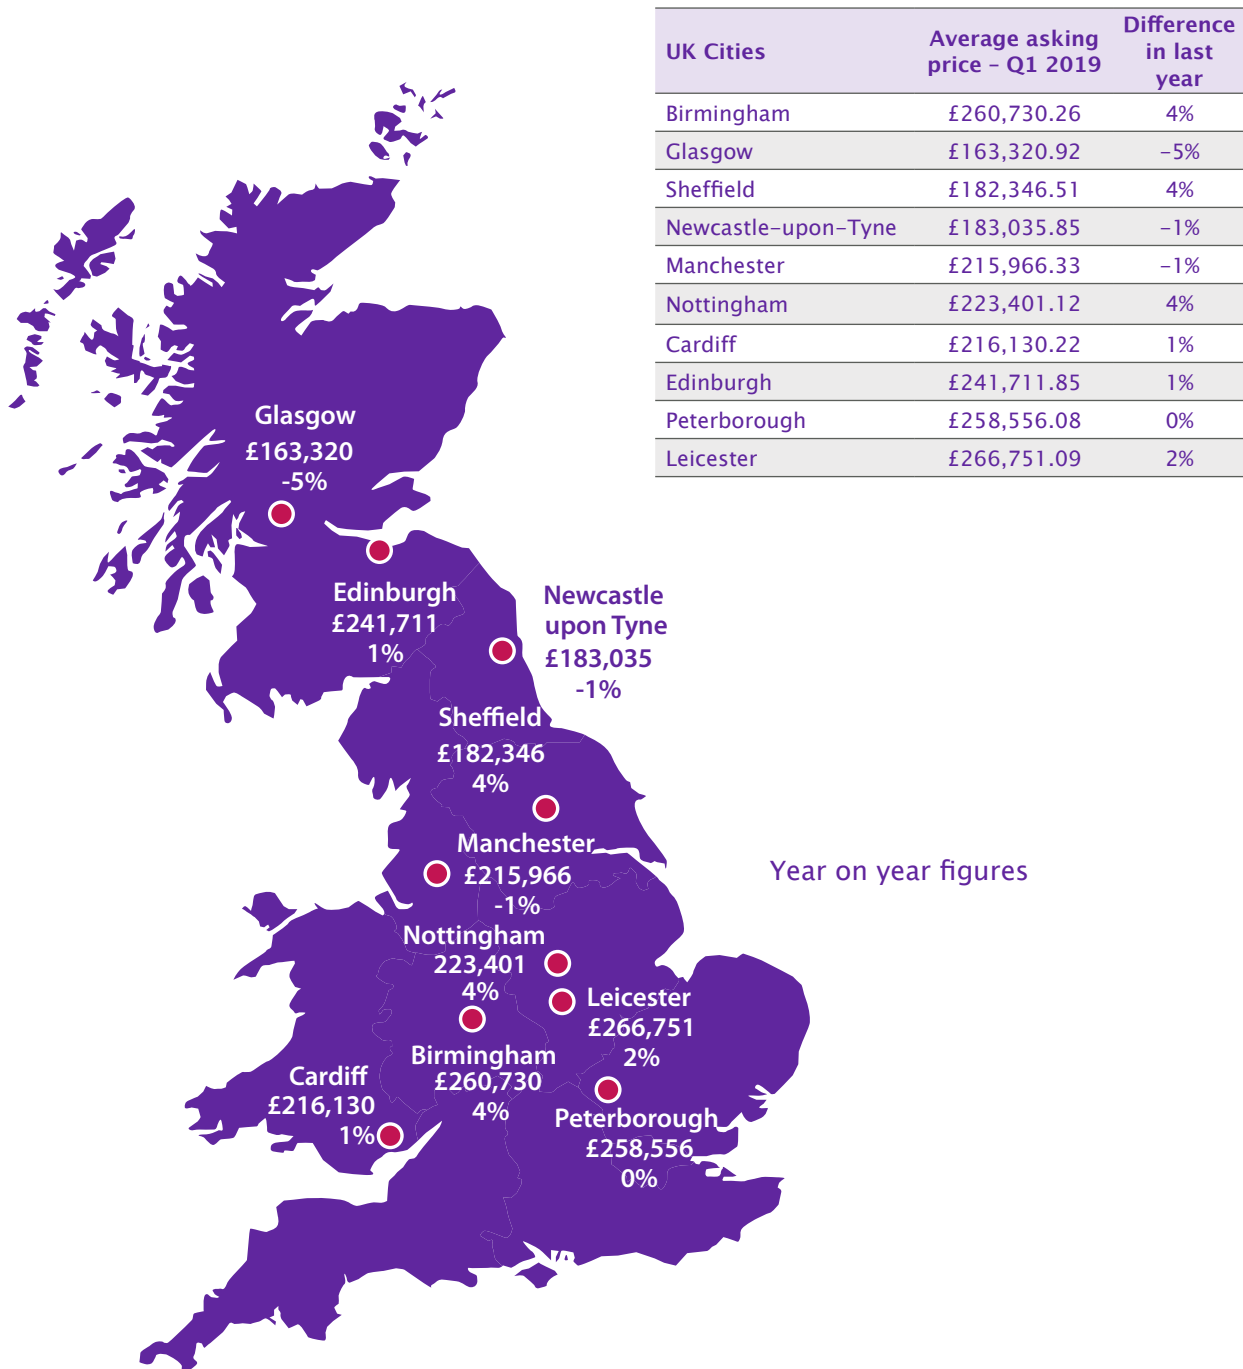 UK Cities Average asking price – Q1 2019 Difference in last year
Birmingham £260,730.26 4%
Glasgow £163,320.92 -5%
Sheffield £182,346.51 4%
Newcastle-upon-Tyne £183,035.85 -1%
Manchester £215,966.33 -1%
Nottingham £223,401.12 4%
Cardiff £216,130.22 1%
Edinburgh £241,711.85 1%
Peterborough £258,556.08 0%
Leicester £266,751.09 2%
Glasgow
£163,320
-5%
Edinburgh
£241,711
1%
Newcastle
upon Tyne
£183,035
-1%
Sheffield
£182,346
4%
Manchester
£215,966
-1%
Year on year figures
Nottingham
223,401
4%
Leicester
£266,751
2%
Birmingham
£260,730
4%
Cardiff
£216,130
1%
Peterborough
£258,556
0%